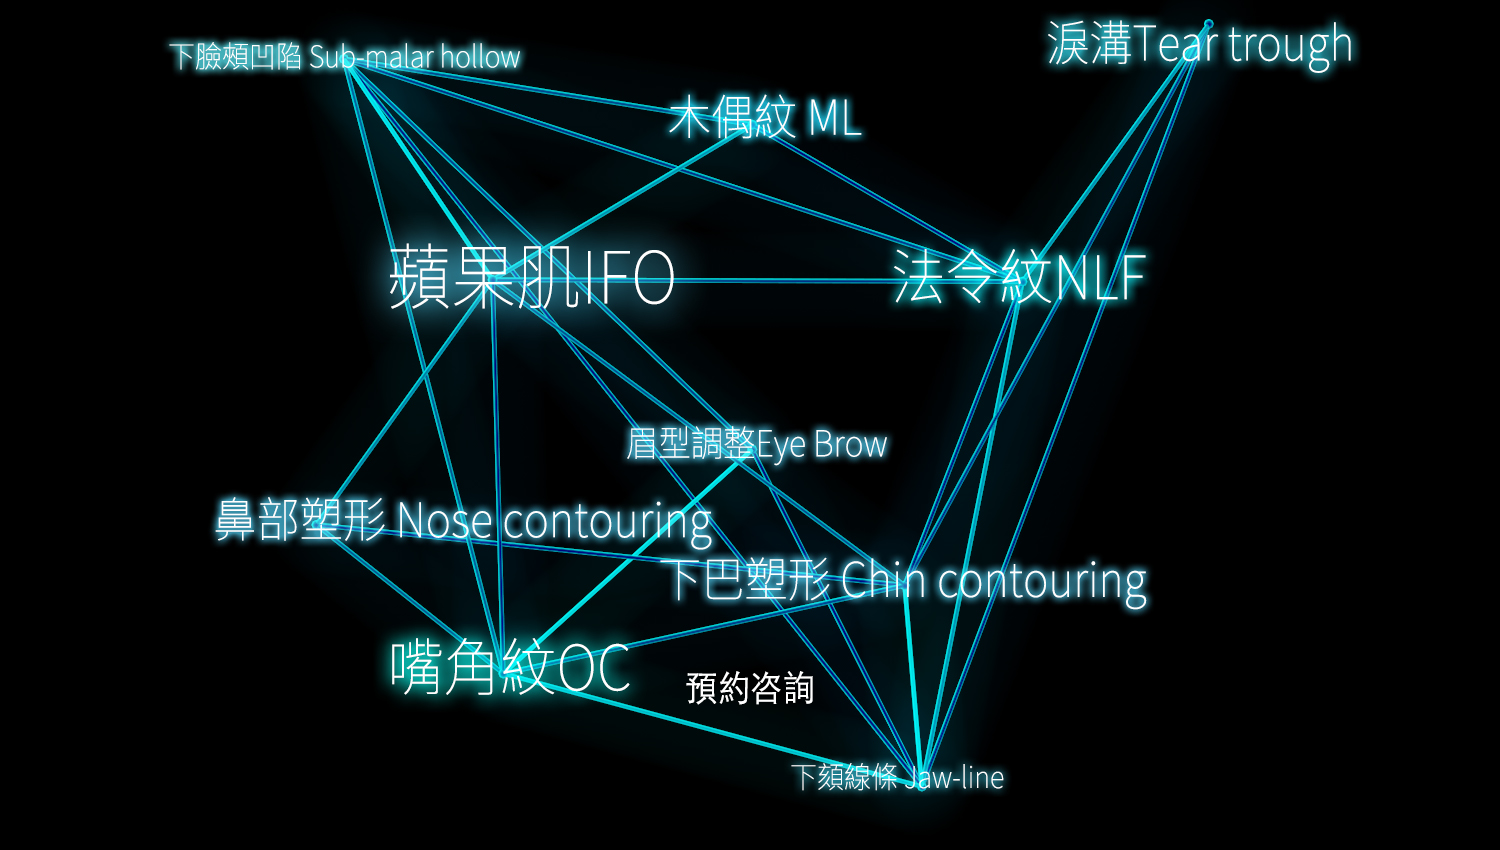 下臉頰凹陷 Sub-malar hollow
淚溝Tear trough
木偶紋 ML
蘋果肌IFO
法令紋NLF
眉型調整Eye Brow
鼻部塑形 Nose contouring
下巴塑形 Chin contouring
嘴角紋OC
預約咨詢
下頦線條 Jaw-line